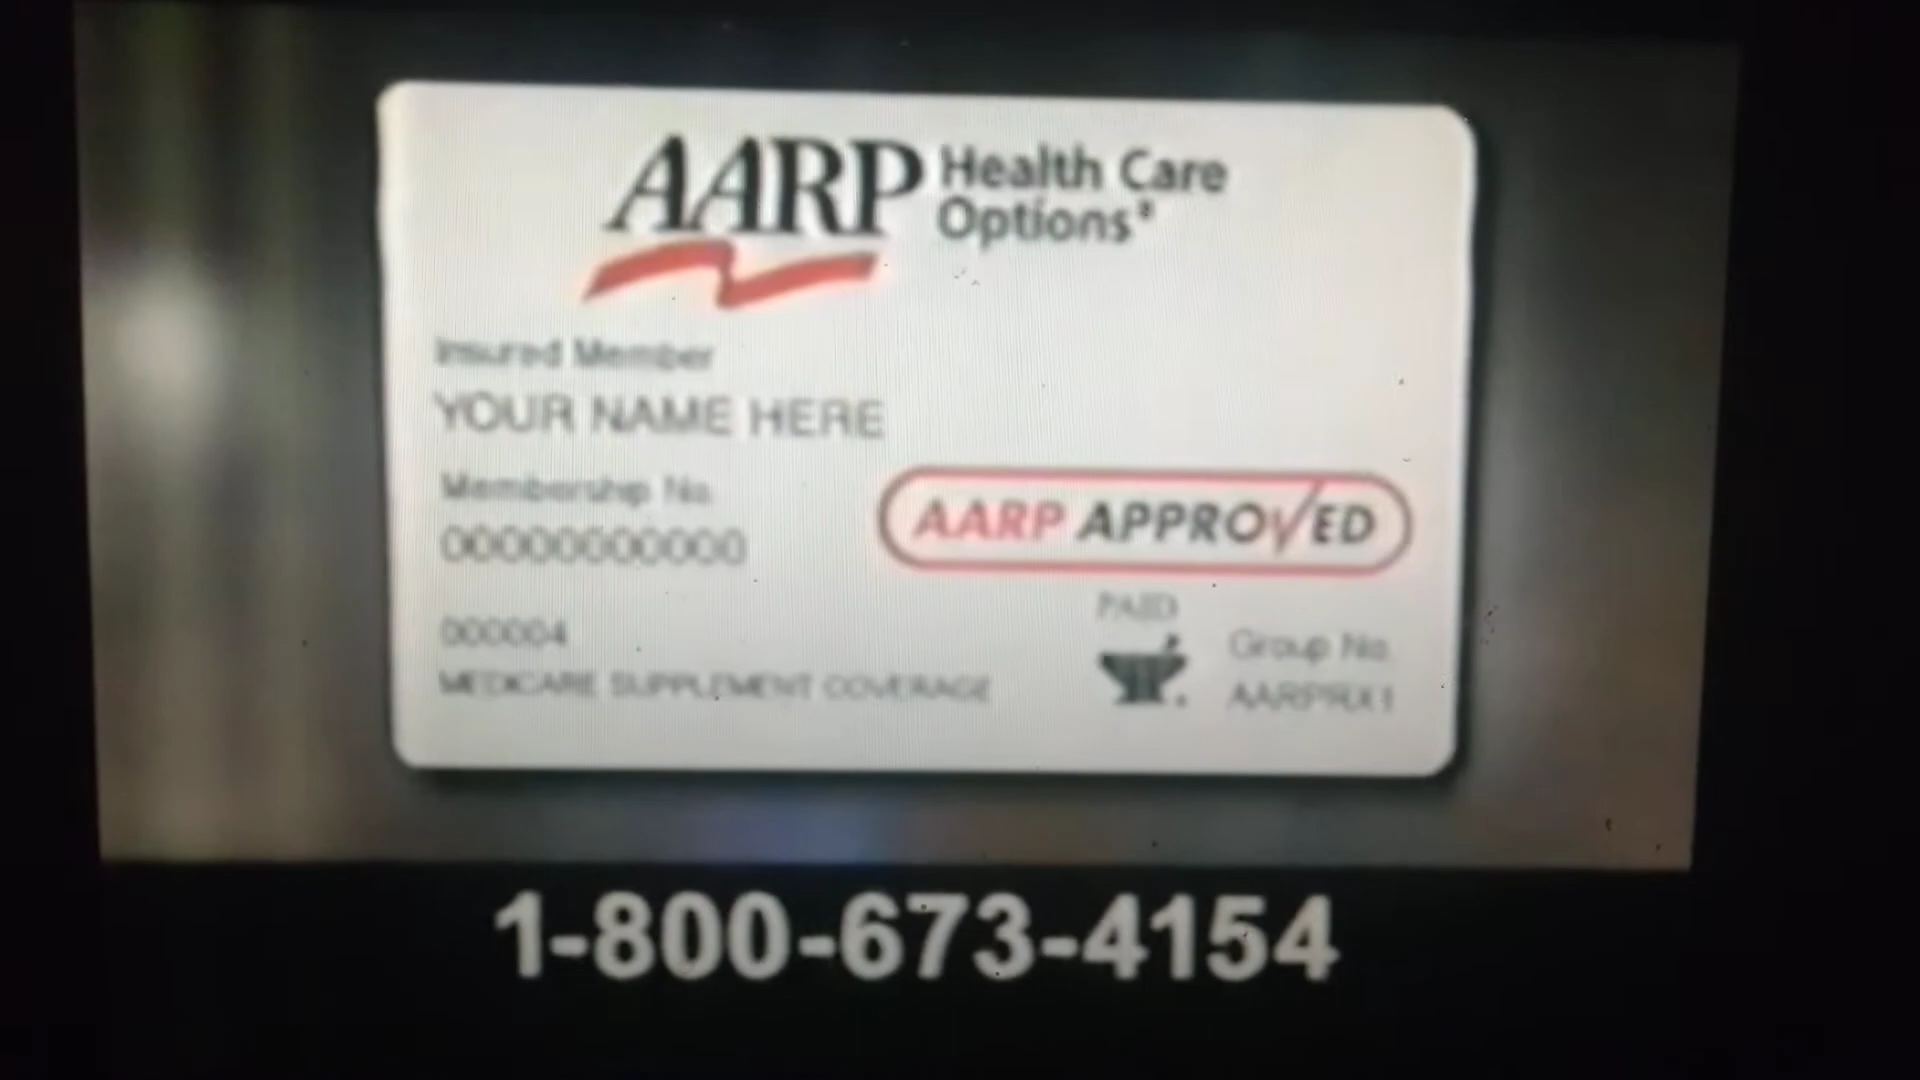 AARP Health Care
Options®
Insured Member
YOUR NAME HERE
Membership No.
00000000000
AARP APPROVED
PAID
000004
Group No.
MEDICARE SUPPLEMENT COVERAGE
AARPRX1
1-800-673-4154